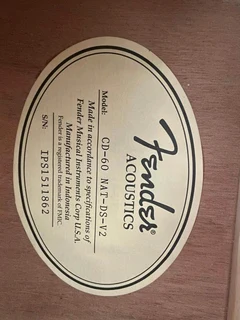 Fender®
ACOUSTICS
Model: CD-60 NAT-DS-V2
Made in accordance to specifications of
Fender Musical Instruments Corp U.S.A.
Manufactured in Indonesia
Fender is a registered trademark of FMIC
S/N: IPS1511862